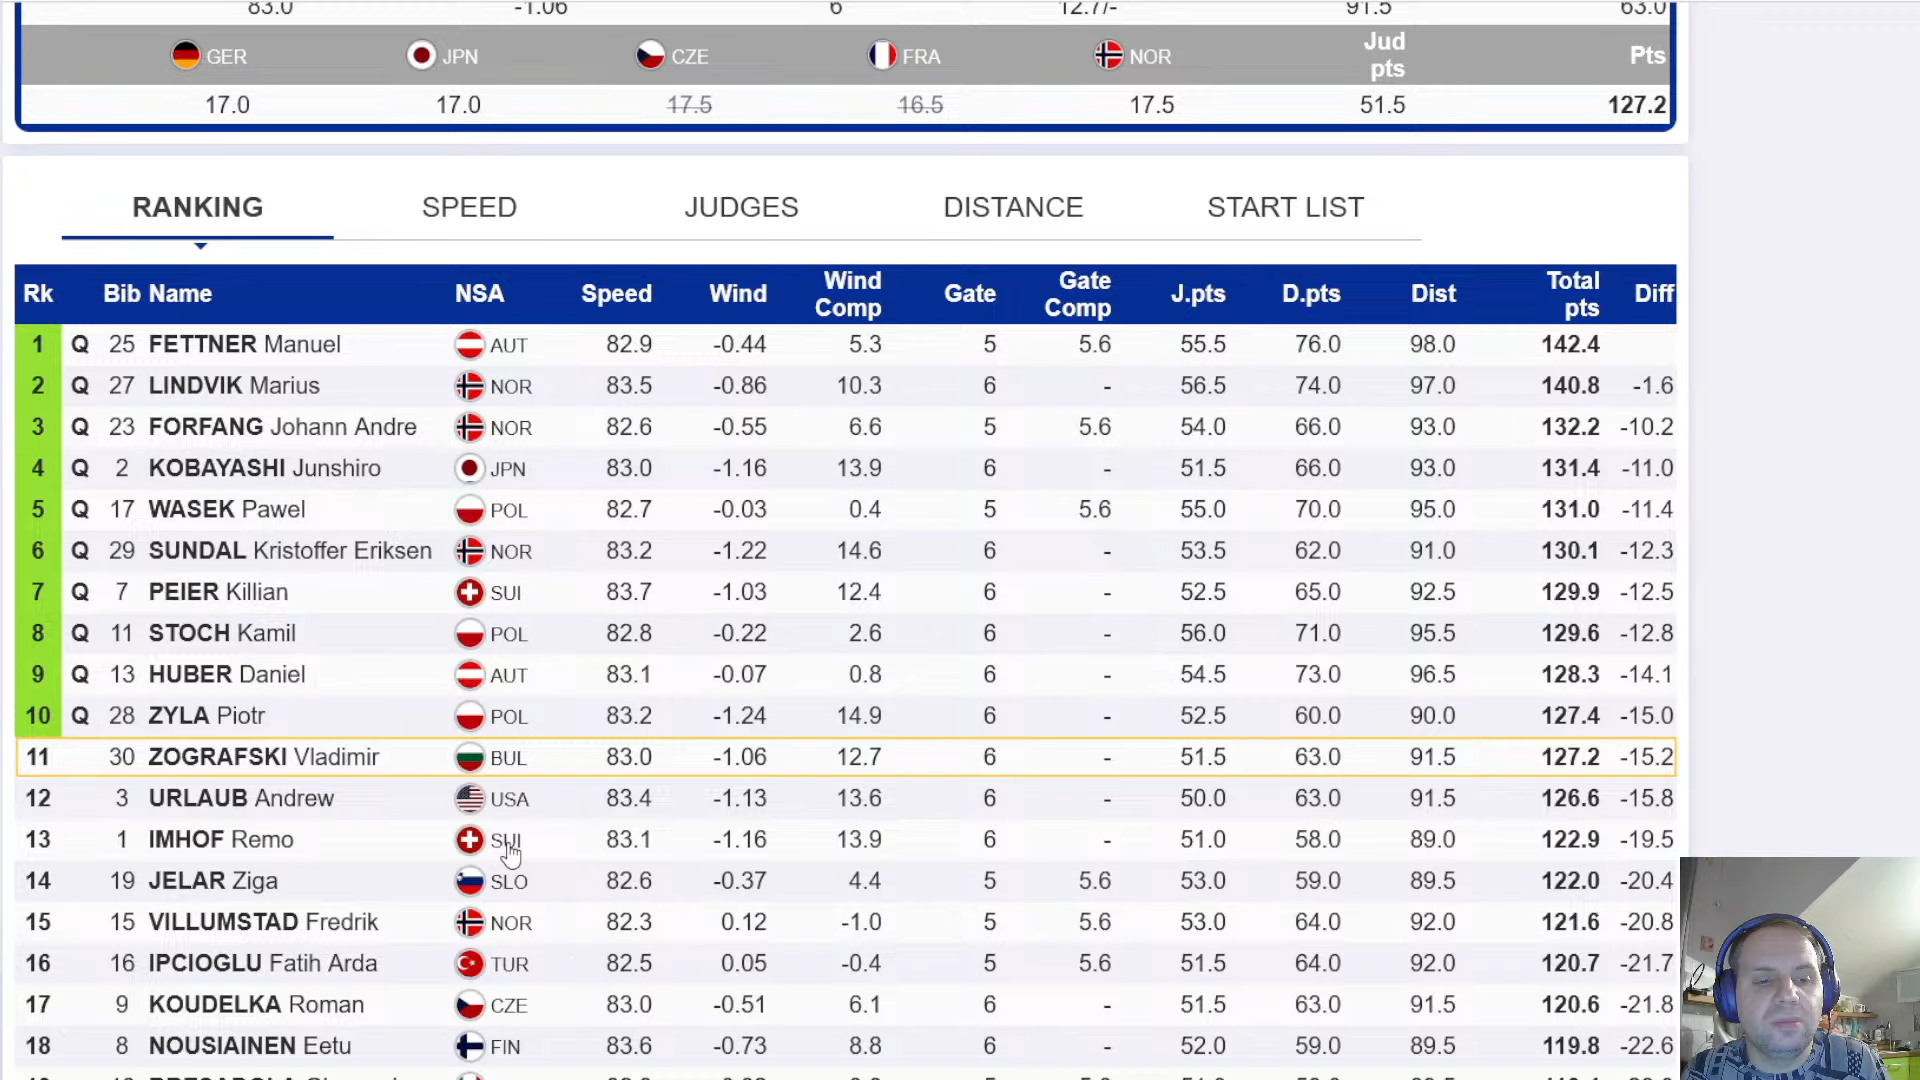 83.0 -1.06 6 12.7/- 91.5 63.0
GER JPN CZE FRA NOR Jud pts Pts
17.0 17.0 17.5 16.5 17.5 51.5 127.2
RANKING SPEED JUDGES DISTANCE START LIST
Rk Bib Name NSA Speed Wind Wind Comp Gate Gate Comp J.pts D.pts Dist Total pts Diff
1 Q 25 FETTNER Manuel AUT 82.9 -0.44 5.3 5 5.6 55.5 76.0 98.0 142.4
2 Q 27 LINDVIK Marius NOR 83.5 -0.86 10.3 6 - 56.5 74.0 97.0 140.8 -1.6
3 Q 23 FORFANG Johann Andre NOR 82.6 -0.55 6.6 5 5.6 54.0 66.0 93.0 132.2 -10.2
4 Q 2 KOBAYASHI Junshiro JPN 83.0 -1.16 13.9 6 - 51.5 66.0 93.0 131.4 -11.0
5 Q 17 WASEK Pawel POL 82.7 -0.03 0.4 5 5.6 55.0 70.0 95.0 131.0 -11.4
6 Q 29 SUNDAL Kristoffer Eriksen NOR 83.2 -1.22 14.6 6 - 53.5 62.0 91.0 130.1 -12.3
7 Q 7 PEIER Killian SUI 83.7 -1.03 12.4 6 - 52.5 65.0 92.5 129.9 -12.5
8 Q 11 STOCH Kamil POL 82.8 -0.22 2.6 6 - 56.0 71.0 95.5 129.6 -12.8
9 Q 13 HUBER Daniel AUT 83.1 -0.07 0.8 6 - 54.5 73.0 96.5 128.3 -14.1
10 Q 28 ZYLA Piotr POL 83.2 -1.24 14.9 6 - 52.5 60.0 90.0 127.4 -15.0
11 30 ZOGRAFSKI Vladimir BUL 83.0 -1.06 12.7 6 - 51.5 63.0 91.5 127.2 -15.2
12 3 URLAUB Andrew USA 83.4 -1.13 13.6 6 - 50.0 63.0 91.5 126.6 -15.8
13 1 IMHOF Remo SUI 83.1 -1.16 13.9 6 - 51.0 58.0 89.0 122.9 -19.5
14 19 JELAR Ziga SLO 82.6 -0.37 4.4 5 5.6 53.0 59.0 89.5 122.0 -20.4
15 15 VILLUMSTAD Fredrik NOR 82.3 0.12 -1.0 5 5.6 53.0 64.0 92.0 121.6 -20.8
16 16 IPCIOGLU Fatih Arda TUR 82.5 0.05 -0.4 5 5.6 51.5 64.0 92.0 120.7 -21.7
17 9 KOUDELKA Roman CZE 83.0 -0.51 6.1 6 - 51.5 63.0 91.5 120.6 -21.8
18 8 NOUSIAINEN Eetu FIN 83.6 -0.73 8.8 6 - 52.0 59.0 89.5 119.8 -22.6